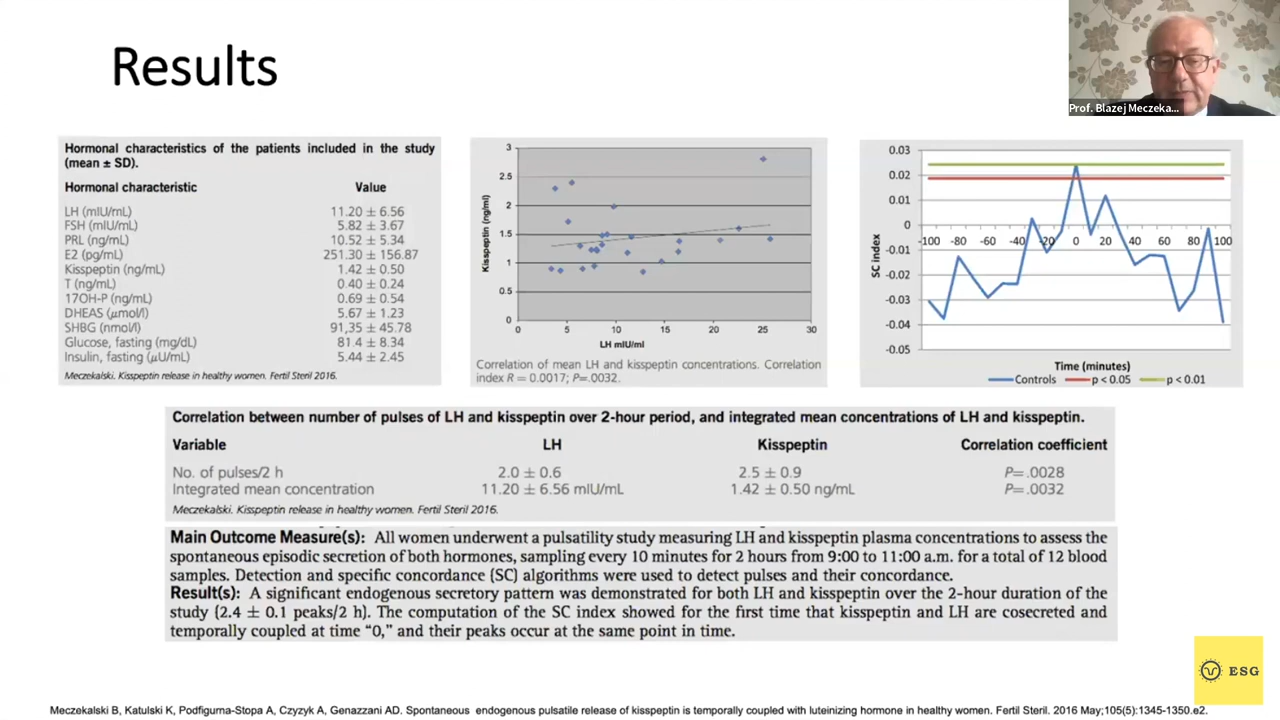 Results
Prof. Blazej Meczeka...
Hormonal characteristics of the patients included in the study
(mean ± SD).
Hormonal characteristic Value
LH (mIU/mL) 11.20 ± 6.56
FSH (mIU/mL) 5.82 ± 3.67
PRL (ng/mL) 10.52 ± 5.34
E2 (pg/mL) 251.30 ± 156.87
Kisspeptin (ng/mL) 1.42 ± 0.50
T (ng/mL) 0.40 ± 0.24
17OH-P (ng/mL) 0.69 ± 0.54
DHEAS (μmol/l) 5.67 ± 1.23
SHBG (nmol/l) 91,35 ± 45.78
Glucose, fasting (mg/dL) 81.4 ± 8.34
Insulin, fasting (μU/mL) 5.44 ± 2.45
Meczekalski. Kisspeptin release in healthy women. Fertil Steril 2016.
3
2.5
2
1.5
1
0.5
0
Kisspeptin (ng/ml)
0 5 10 15 20 25 30
LH mIU/ml
Correlation of mean LH and kisspeptin concentrations. Correlation
index R = 0.0017; P=.0032.
0.03
0.02
0.01
0
-0.01
-0.02
-0.03
-0.04
-0.05
SC index
-100 -80 -60 -40 -20 0 20 40 60 80 100
Time (minutes)
Controls p < 0.05 p < 0.01
Correlation between number of pulses of LH and kisspeptin over 2-hour period, and integrated mean concentrations of LH and kisspeptin.
Variable LH Kisspeptin Correlation coefficient
No. of pulses/2 h 2.0 ± 0.6 2.5 ± 0.9 P=.0028
Integrated mean concentration 11.20 ± 6.56 mIU/mL 1.42 ± 0.50 ng/mL P=.0032
Meczekalski. Kisspeptin release in healthy women. Fertil Steril 2016.
Main Outcome Measure(s): All women underwent a pulsatility study measuring LH and kisspeptin plasma concentrations to assess the
spontaneous episodic secretion of both hormones, sampling every 10 minutes for 2 hours from 9:00 to 11:00 a.m. for a total of 12 blood
samples. Detection and specific concordance (SC) algorithms were used to detect pulses and their concordance.
Result(s): A significant endogenous secretory pattern was demonstrated for both LH and kisspeptin over the 2-hour duration of the
study (2.4 ± 0.1 peaks/2 h). The computation of the SC index showed for the first time that kisspeptin and LH are cosecreted and
temporally coupled at time “0,” and their peaks occur at the same point in time.
ESG
Meczekalski B, Katulski K, Podfigurna-Stopa A, Czyzyk A, Genazzani AD. Spontaneous endogenous pulsatile release of kisspeptin is temporally coupled with luteinizing hormone in healthy women. Fertil Steril. 2016 May;105(5):1345-1350.e2.